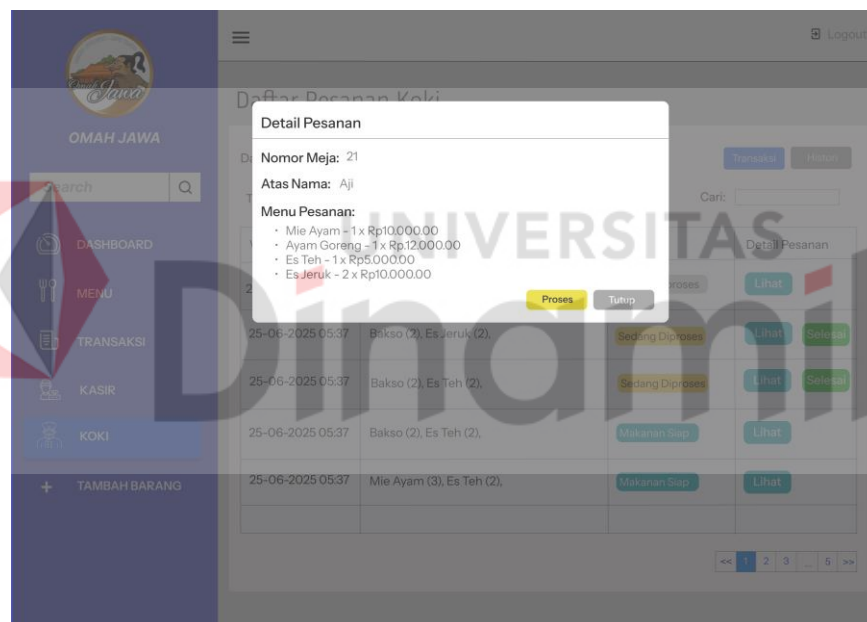 Omah Jawa
OMAH JAWA
Search
DASHBOARD
MENU
TRANSAKSI
KASIR
KOKI
+ TAMBAH BARANG
Logout
Daftar Pesanan Koki
Transaksi
Histori
Cari:
Detail Pesanan
Nomor Meja: 21
Atas Nama: Aji
Menu Pesanan:
• Mie Ayam - 1 x Rp10.000.00
• Ayam Goreng - 1 x Rp.12.000.00
• Es Teh - 1 x Rp5.000.00
• Es Jeruk - 2 x Rp10.000.00
Proses Tutup
Detail Pesanan
Lihat
25-06-2025 05:37 Bakso (2), Es Jeruk (2), Sedang Diproses Lihat Selesai
25-06-2025 05:37 Bakso (2), Es Teh (2), Sedang Diproses Lihat Selesai
25-06-2025 05:37 Bakso (2), Es Teh (2), Makanan Siap Lihat
25-06-2025 05:37 Mie Ayam (3), Es Teh (2), Makanan Siap Lihat
<< 1 2 3 ... 5 >>
UNIVERSITAS
Dinamika